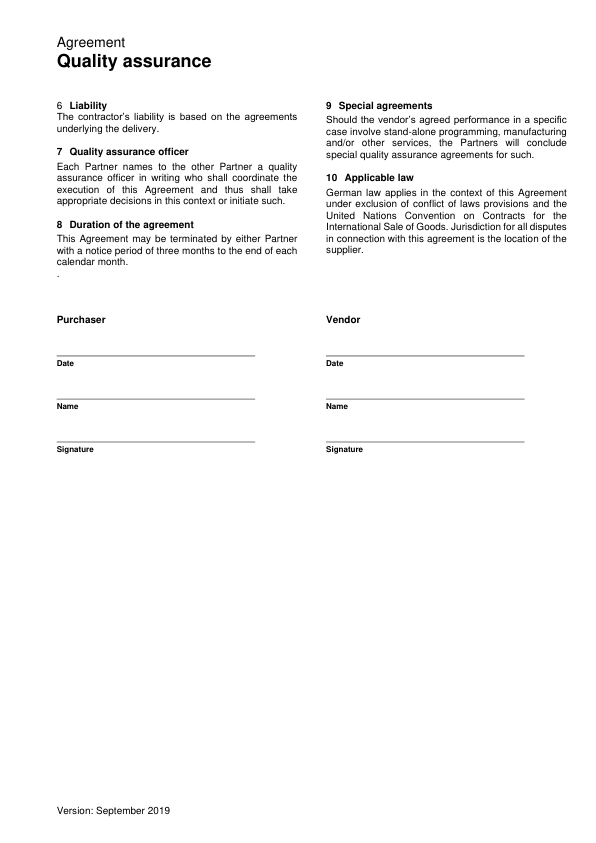 Agreement
Quality assurance
6 Liability
The contractor's liability is based on the agreements
underlying the delivery.
7 Quality assurance officer
Each Partner names to the other Partner a quality
assurance officer in writing who shall coordinate the
execution of this Agreement and thus shall take
appropriate decisions in this context or initiate such.
8 Duration of the agreement
This Agreement may be terminated by either Partner
with a notice period of three months to the end of each
calendar month.
.
9 Special agreements
Should the vendor's agreed performance in a specific
case involve stand-alone programming, manufacturing
and/or other services, the Partners will conclude
special quality assurance agreements for such.
10 Applicable law
German law applies in the context of this Agreement
under exclusion of conflict of laws provisions and the
United Nations Convention on Contracts for the
International Sale of Goods. Jurisdiction for all disputes
in connection with this agreement is the location of the
supplier.
Purchaser
Date
Name
Signature
Vendor
Date
Name
Signature
Version: September 2019